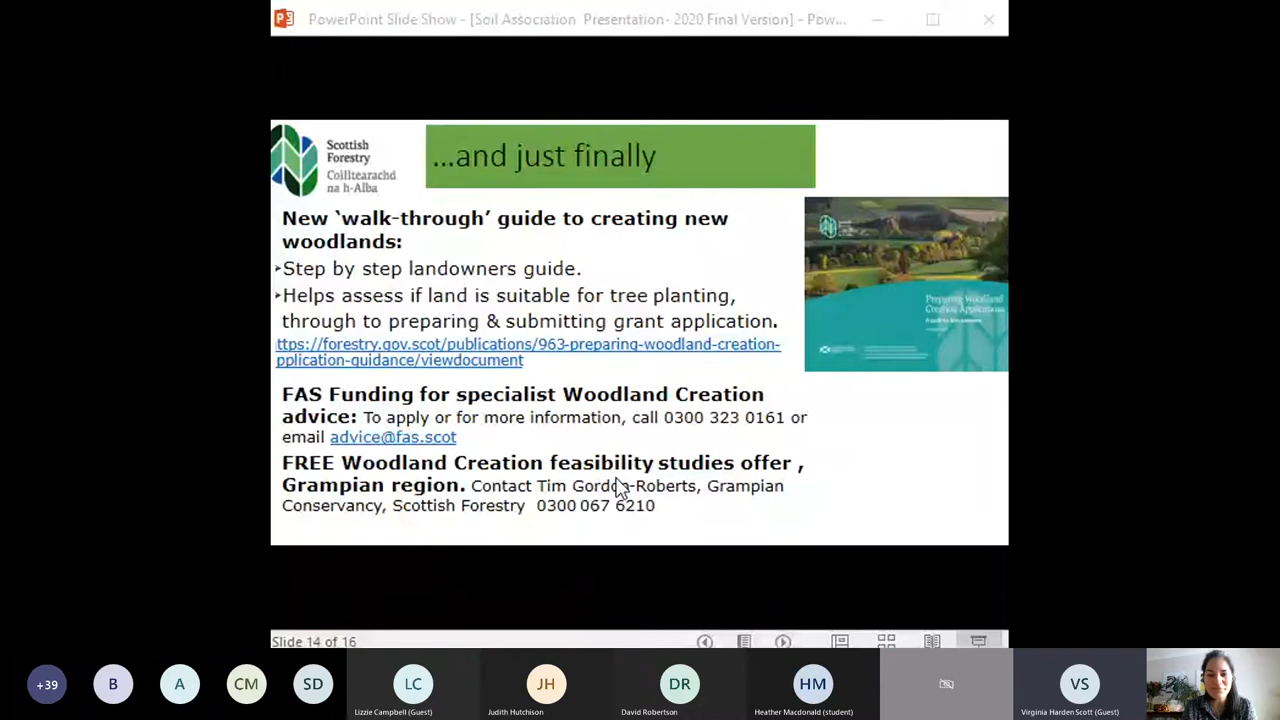 PowerPoint Slide Show - [Soil Association Presentation- 2020 Final Version] - Pow...
Scottish
Forestry
Coilltearachd
na h-Alba
...and just finally
New ‘walk-through’ guide to creating new
woodlands:
Step by step landowners guide.
Helps assess if land is suitable for tree planting,
through to preparing & submitting grant application.
ttps://forestry.gov.scot/publications/963-preparing-woodland-creation-
pplication-guidance/viewdocument
Preparing Woodland
Creation Applications
FAS Funding for specialist Woodland Creation
advice: To apply or for more information, call 0300 323 0161 or
email advice@fas.scot
FREE Woodland Creation feasibility studies offer ,
Grampian region. Contact Tim Gordon-Roberts, Grampian
Conservancy, Scottish Forestry 0300 067 6210
Slide 14 of 16
+39
B
A
CM
SD
LC
JH
DR
HM
VS
Lizzie Campbell (Guest)
Judith Hutchison
David Robertson
Heather Macdonald (student)
Virginia Harden Scott (Guest)